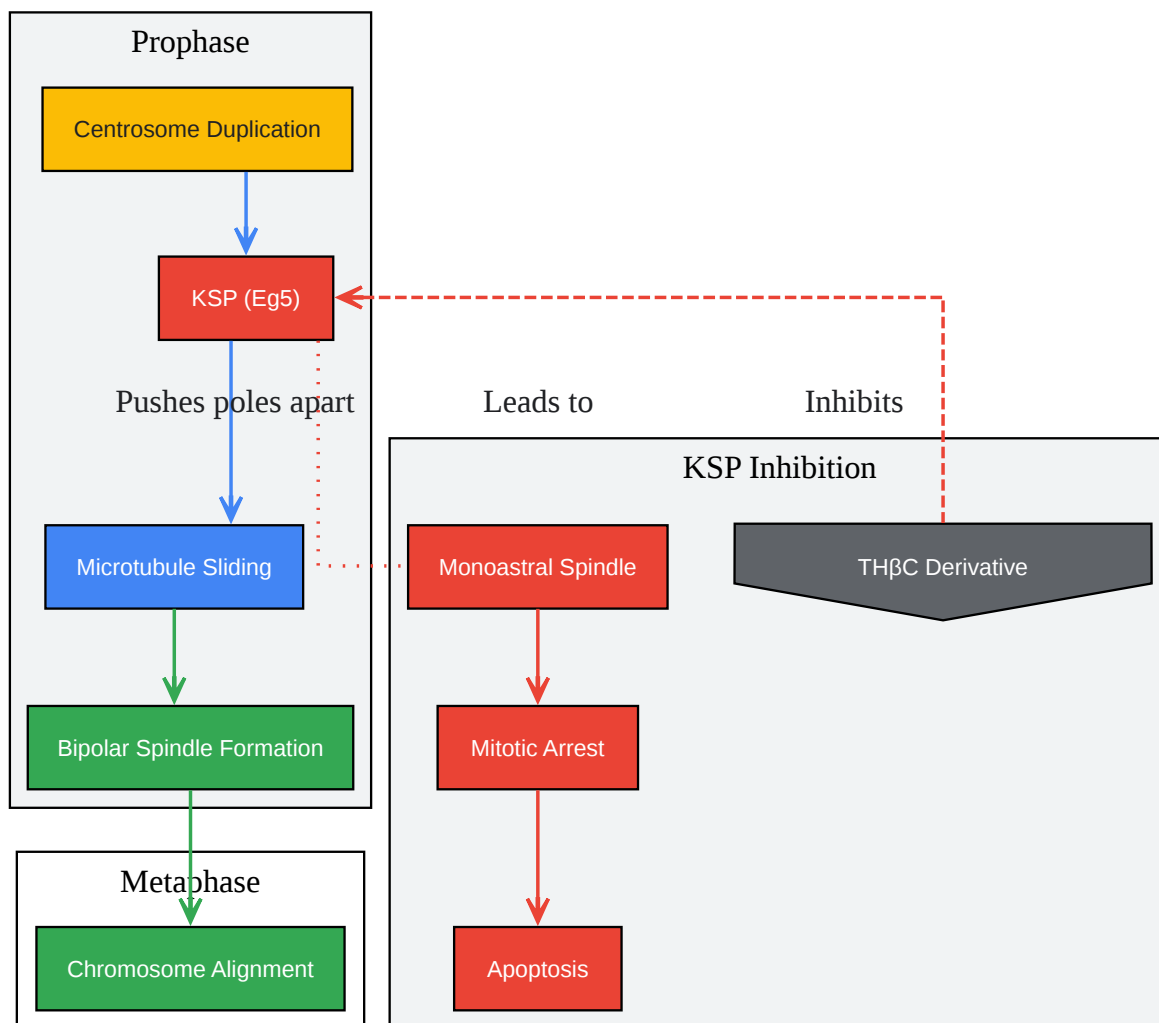 Prophase
Centrosome Duplication
KSP (Eg5)
Pushes poles apart
Leads to
Inhibits
KSP Inhibition
Microtubule Sliding
Monoastral Spindle
THβC Derivative
Bipolar Spindle Formation
Mitotic Arrest
Metaphase
Chromosome Alignment
Apoptosis